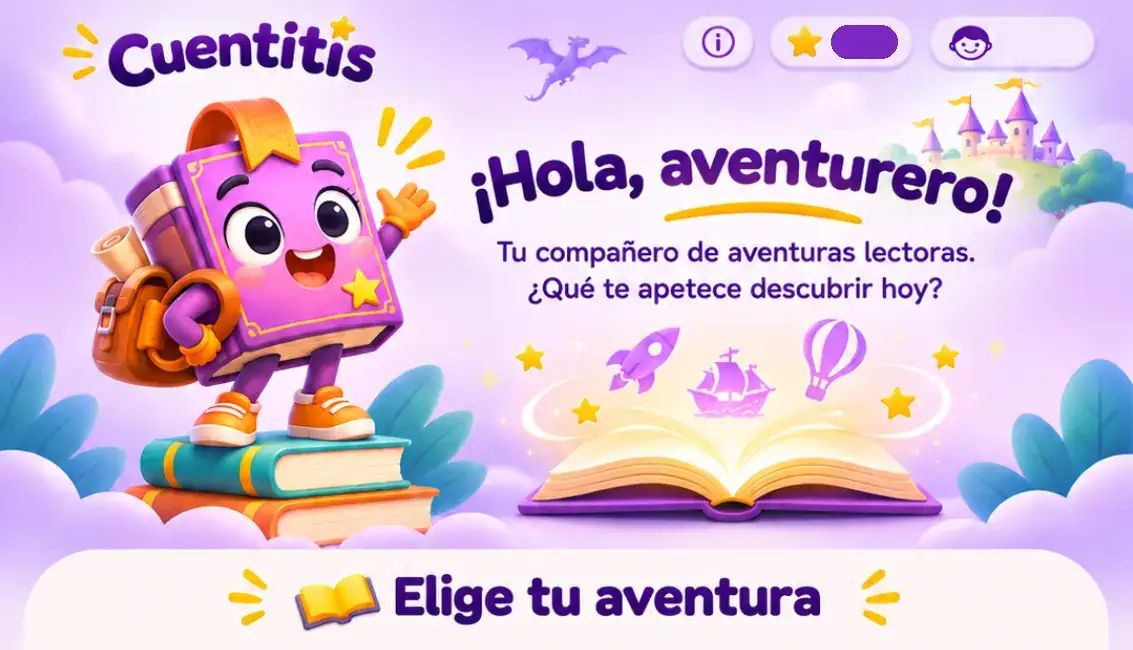 Cuentitis
¡Hola, aventurero!
Tu compañero de aventuras lectoras.
¿Qué te apetece descubrir hoy?
Elige tu aventura